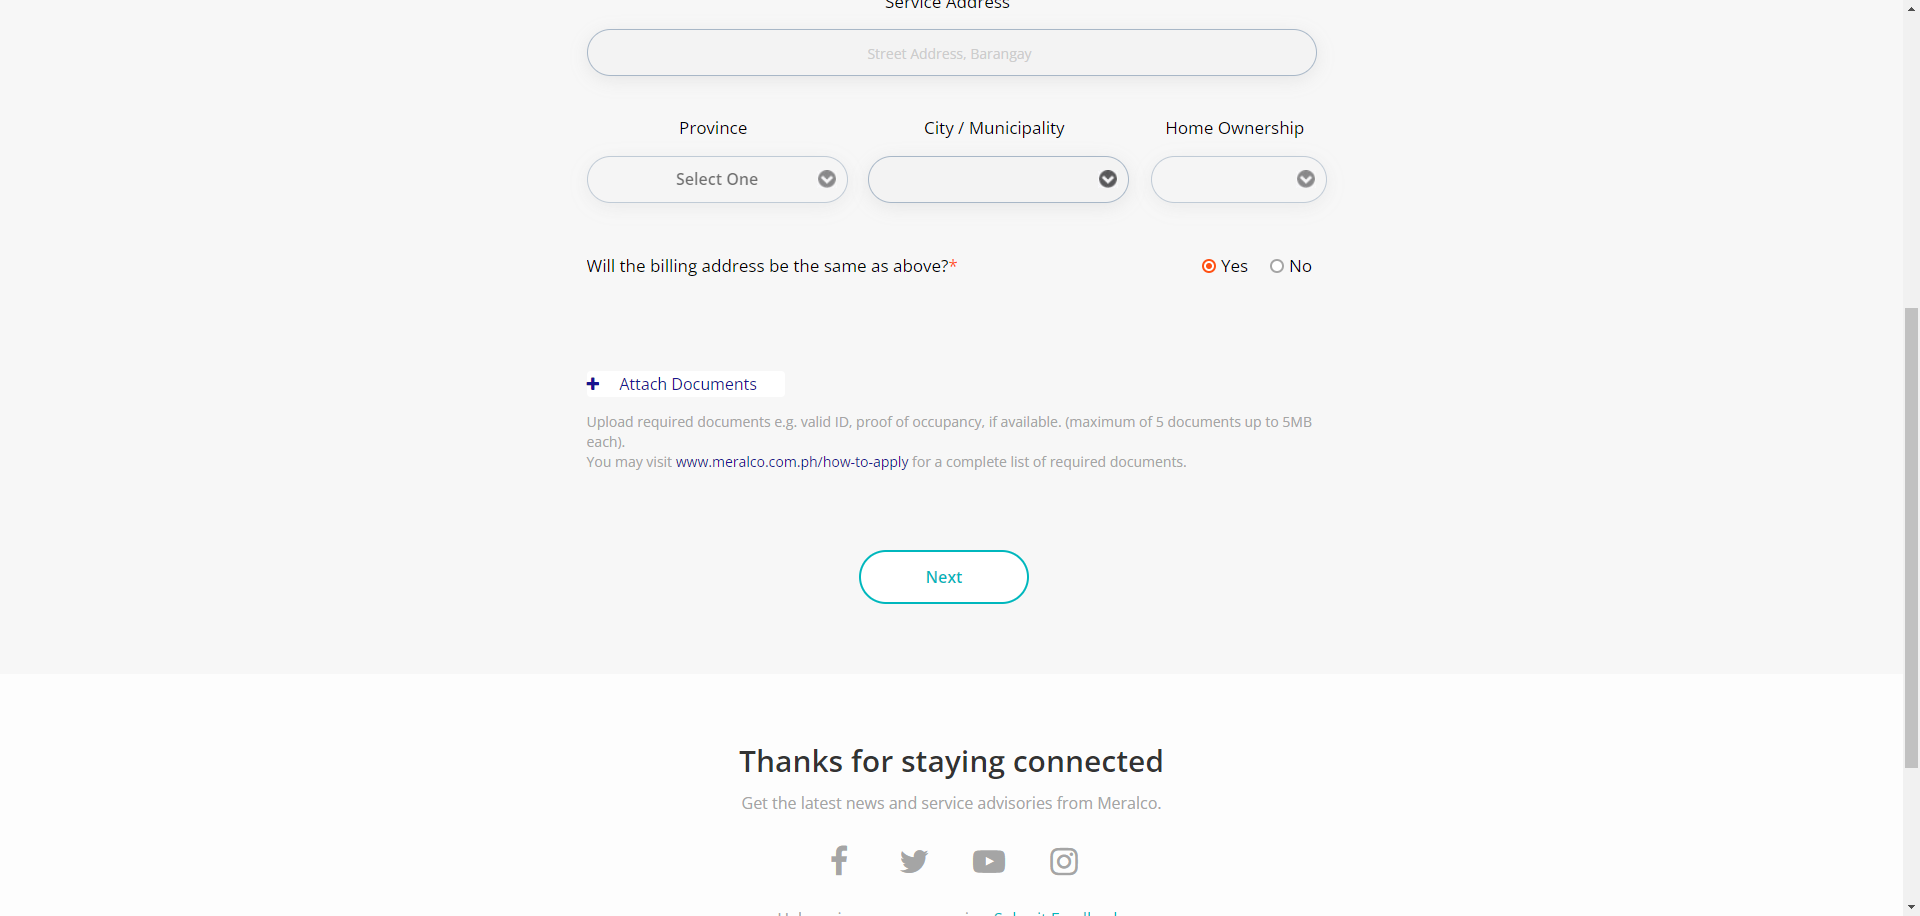 Service Address
Street Address, Barangay
Province
City / Municipality
Home Ownership
Select One
Will the billing address be the same as above?*
Yes
No
Attach Documents
Upload required documents e.g. valid ID, proof of occupancy, if available. (maximum of 5 documents up to 5MB
each).
You may visit www.meralco.com.ph/how-to-apply for a complete list of required documents.
Next
Thanks for staying connected
Get the latest news and service advisories from Meralco.